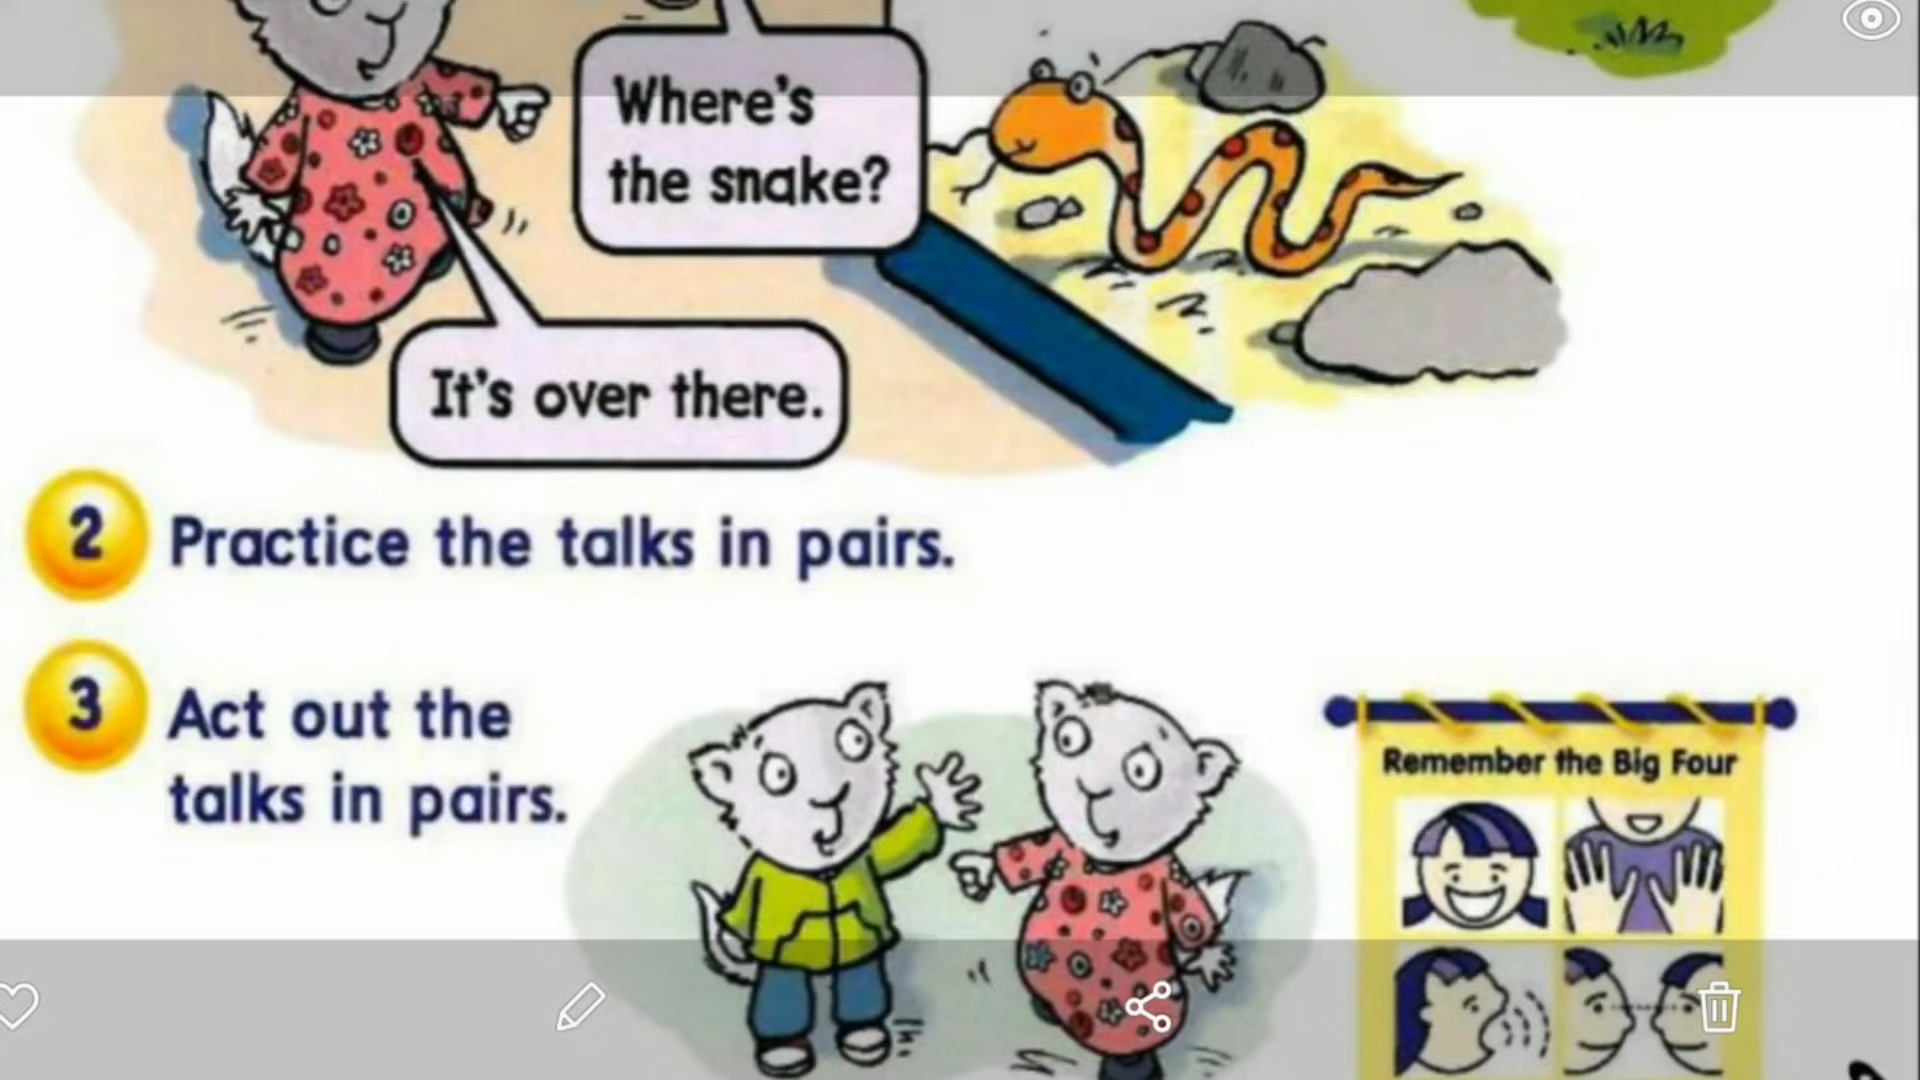 Where's
the snake?
It's over there.
2 Practice the talks in pairs.
3 Act out the
talks in pairs.
Remember the Big Four